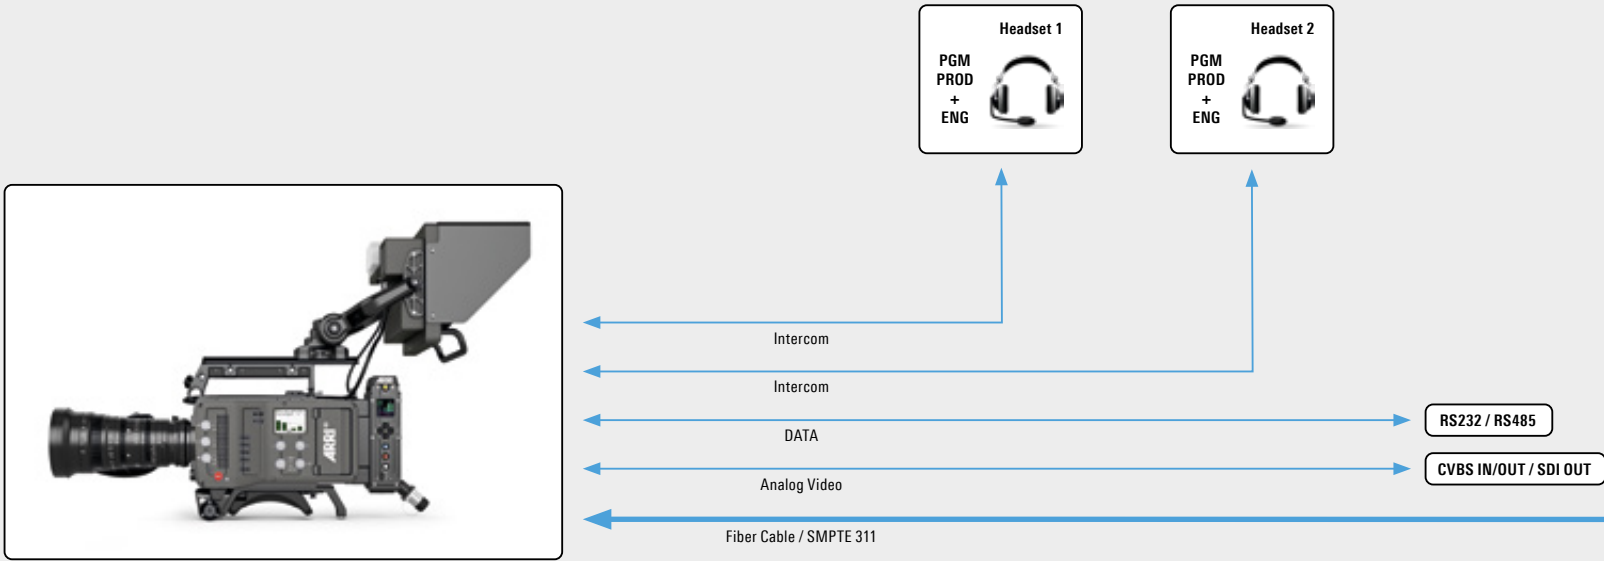 Headset 1
PGM
PROD
+
ENG
Headset 2
PGM
PROD
+
ENG
Intercom
Intercom
DATA
RS232 / RS485
Analog Video
CVBS IN/OUT / SDI OUT
Fiber Cable / SMPTE 311
ARRI